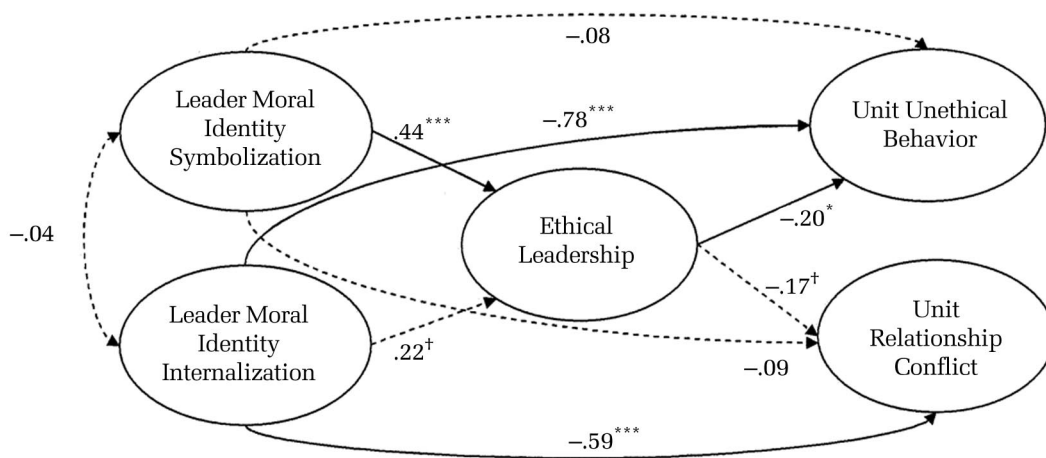 –.08
Leader Moral
Identity
Symbolization
.44***
–.78***
Unit Unethical
Behavior
–.04
Ethical
Leadership
–.20*
Leader Moral
Identity
Internalization
.22†
–.17†
–.09
Unit
Relationship
Conflict
–.59***